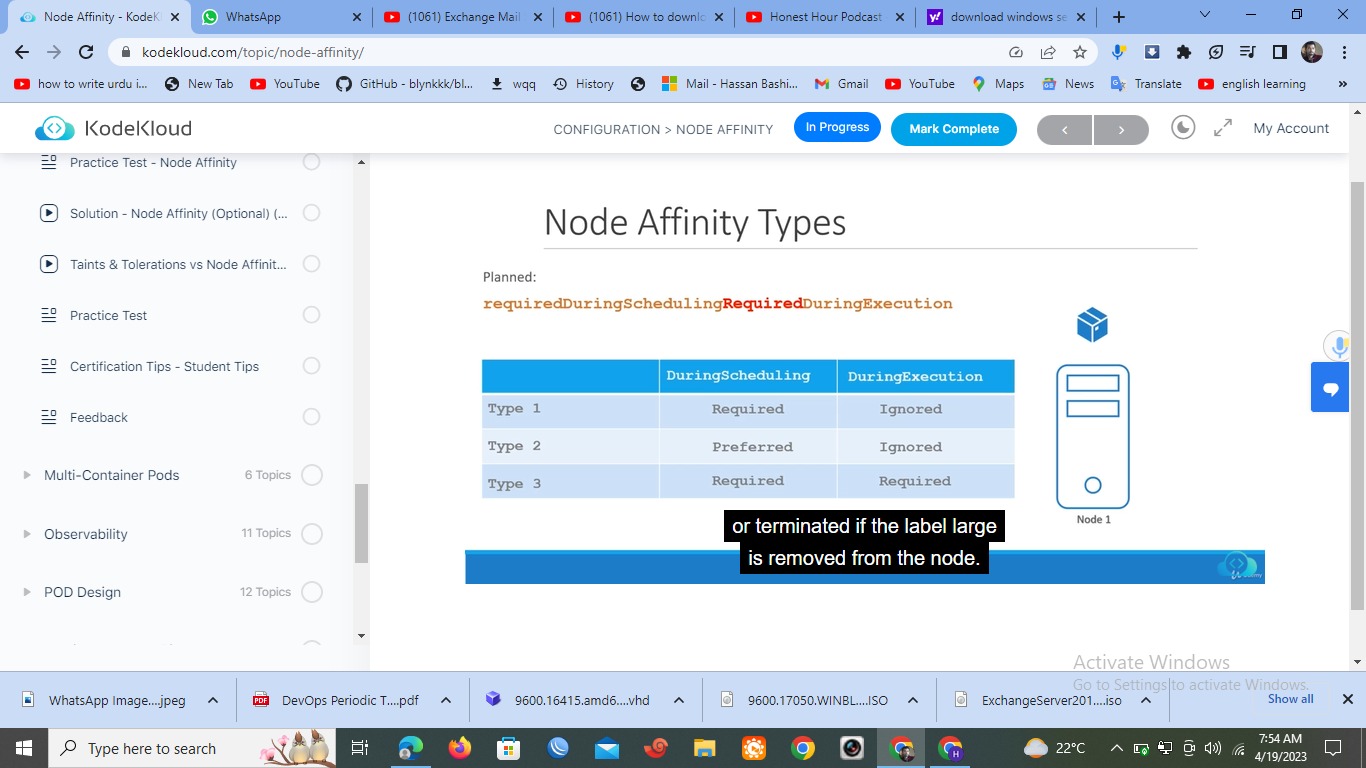 Node Affinity - KodeKl
WhatsApp
(1061) Exchange Mail
(1061) How to downlo
Honest Hour Podcast
download windows se
kodekloud.com/topic/node-affinity/
how to write urdu i...
New Tab
YouTube
GitHub - blynkkk/bl...
wqq
History
Mail - Hassan Bashi...
Gmail
YouTube
Maps
News
Translate
english learning
»
KodeKloud
CONFIGURATION > NODE AFFINITY
In Progress
Mark Complete
My Account
Practice Test - Node Affinity
Solution - Node Affinity (Optional) (...
Taints & Tolerations vs Node Affinit...
Practice Test
Certification Tips - Student Tips
Feedback
Multi-Container Pods 6 Topics
Observability 11 Topics
POD Design 12 Topics
Node Affinity Types
Planned:
requiredDuringSchedulingRequiredDuringExecution
DuringScheduling DuringExecution
Type 1 Required Ignored
Type 2 Preferred Ignored
Type 3 Required Required
Node 1
or terminated if the label large
is removed from the node.
Activate Windows
Go to Settings to activate Windows.
WhatsApp Image....jpeg
DevOps Periodic T....pdf
9600.16415.amd6....vhd
9600.17050.WINBL....ISO
ExchangeServer201....iso
Show all
Type here to search
22°C
7:54 AM
4/19/2023